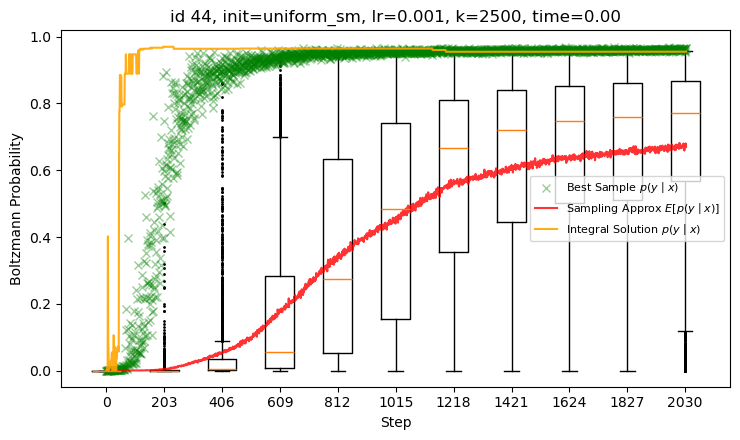 id 44, init=uniform_sm, lr=0.001, k=2500, time=0.00
Boltzmann Probability
1.0
0.8
0.6
0.4
0.2
0.0
Best Sample p(y | x)
Sampling Approx E[p(y | x)]
Integral Solution p(y | x)
0 203 406 609 812 1015 1218 1421 1624 1827 2030
Step